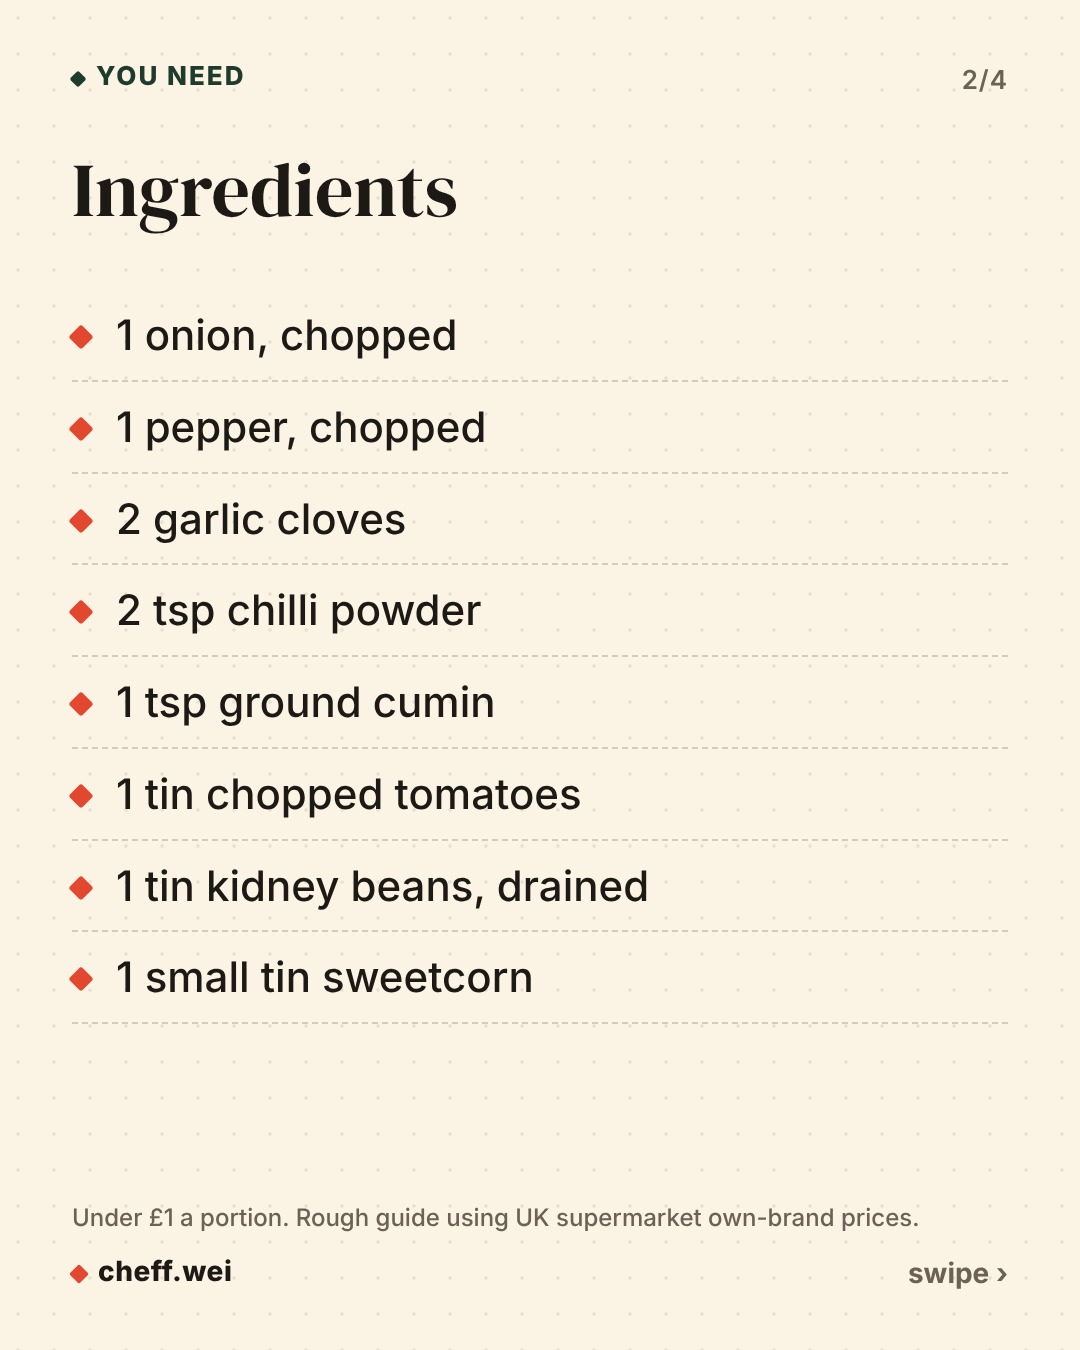 YOU NEED
2/4
Ingredients
1 onion, chopped
1 pepper, chopped
2 garlic cloves
2 tsp chilli powder
1 tsp ground cumin
1 tin chopped tomatoes
1 tin kidney beans, drained
1 small tin sweetcorn
Under £1 a portion. Rough guide using UK supermarket own-brand prices.
cheff.wei
swipe ›